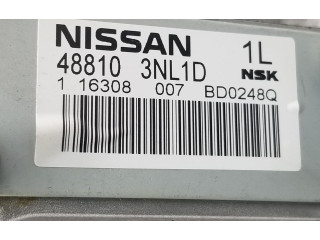 NISSAN 1L
48810 3NL1D NSK
1 16308 007 BD0248Q